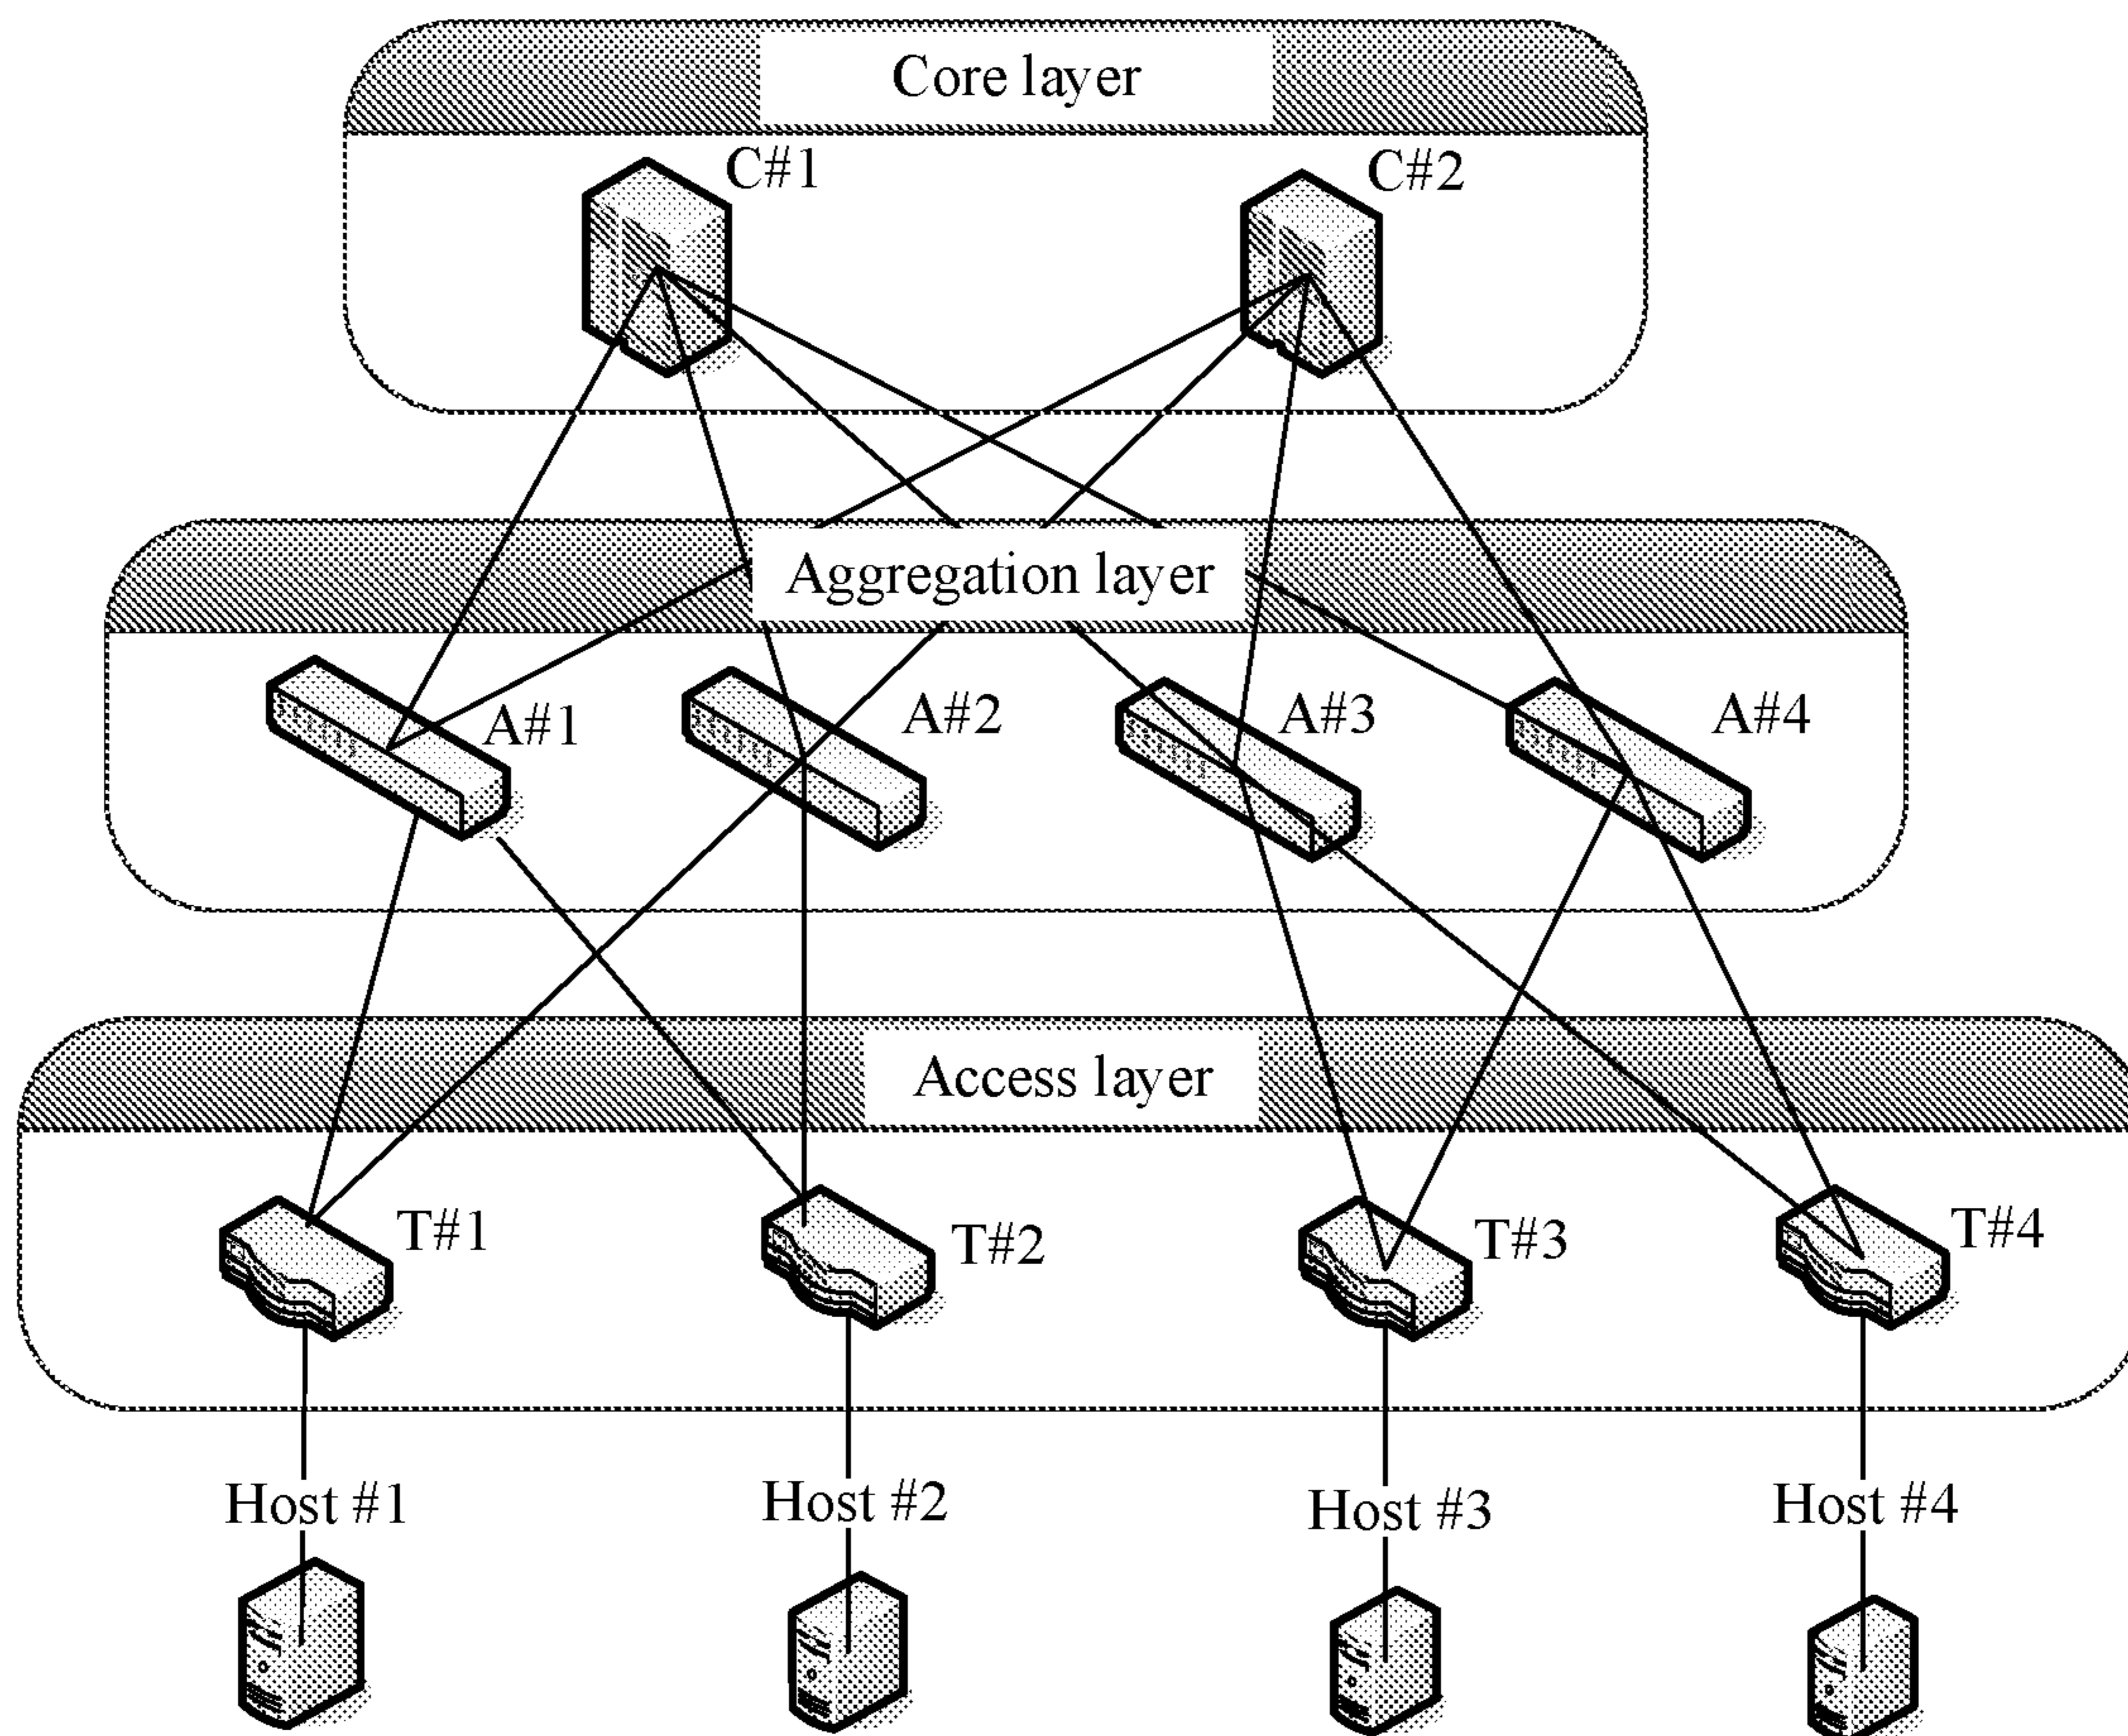 Core layer
C#1
C#2
Aggregation layer
A#1
A#2
A#3
A#4
Access layer
T#1
T#2
T#3
T#4
Host #1
Host #2
Host #3
Host #4